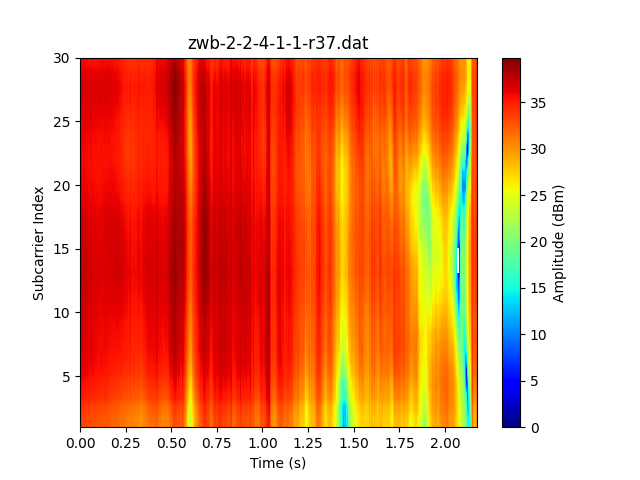 zwb-2-2-4-1-1-r37.dat
30
25
20
15
10
5
Subcarrier Index
0.00 0.25 0.50 0.75 1.00 1.25 1.50 1.75 2.00
Time (s)
35
30
25
20
15
10
5
0
Amplitude (dBm)